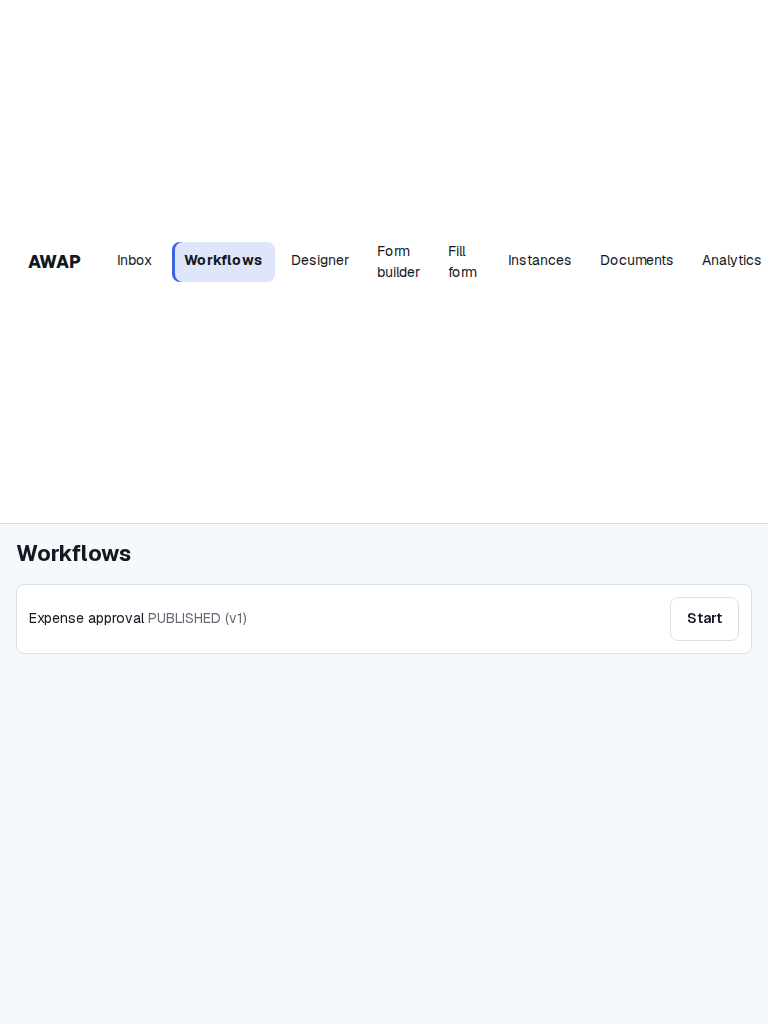 AWAP
Inbox
Workflows
Designer
Form
builder
Fill
form
Instances
Documents
Analytics
Workflows
Expense approval PUBLISHED (v1)
Start